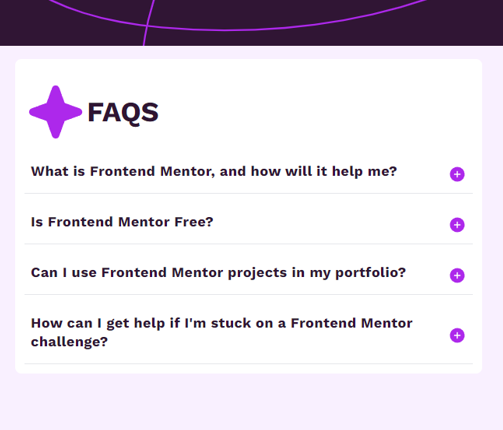 FAQS
What is Frontend Mentor, and how will it help me?
Is Frontend Mentor Free?
Can I use Frontend Mentor projects in my portfolio?
How can I get help if I'm stuck on a Frontend Mentor
challenge?